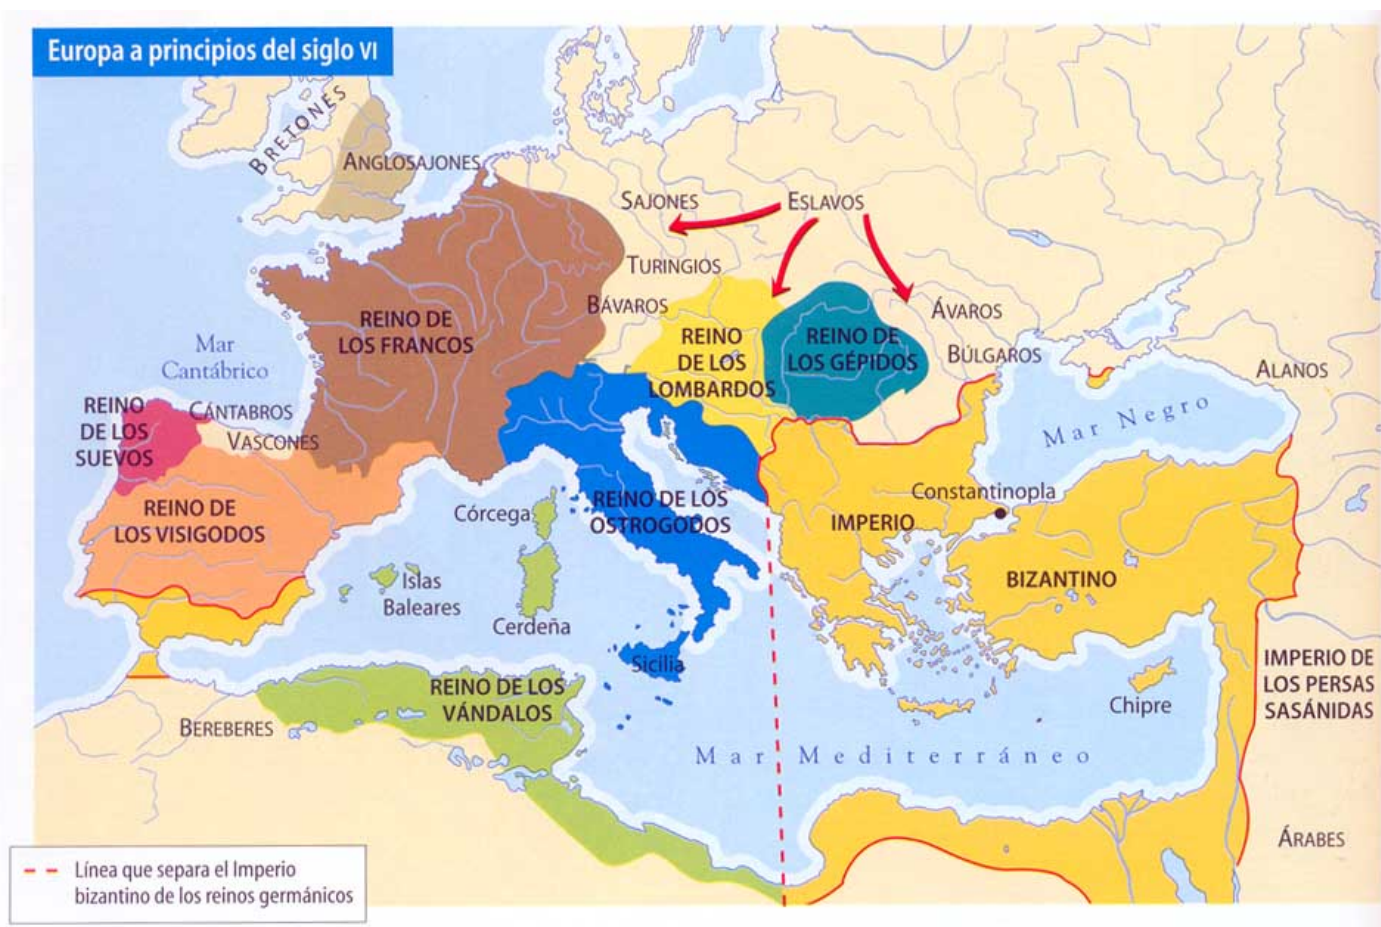 Europa a principios del siglo VI
BRETONES
ANGLOSAJONES
SAJONES
ESLAVOS
TURINGIOS
BÁVAROS
ÁVAROS
BÚLGAROS
ALANOS
REINO DE
LOS FRANCOS
REINO
DE LOS
LOMBARDOS
REINO DE
LOS GÉPIDOS
Mar
Cantábrico
Mar Negro
REINO
DE LOS
SUEVOS
CÁNTABROS
VASCONES
REINO DE
LOS VISIGODOS
Córcega
REINO DE LOS
OSTROGODOS
Constantinopla
IMPERIO
BIZANTINO
Islas
Baleares
Cerdeña
Sicilia
REINO DE LOS
VÁNDALOS
BEREBERES
Chipre
IMPERIO DE
LOS PERSAS
SASÁNIDAS
Mar Mediterráneo
ÁRABES
Línea que separa el Imperio
bizantino de los reinos germánicos